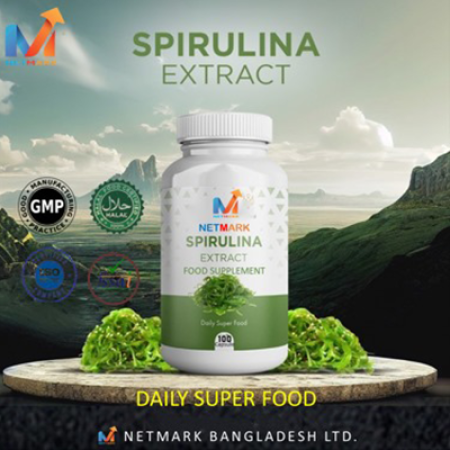 NETMARK
SPIRULINA
EXTRACT
GOOD • MANUFACTURING
GMP
PRACTICE
حلال
HALAL
NETMARK
SPIRULINA
EXTRACT
FOOD SUPPLEMENT
Daily Super Food
100
DAILY SUPER FOOD
NETMARK BANGLADESH LTD.